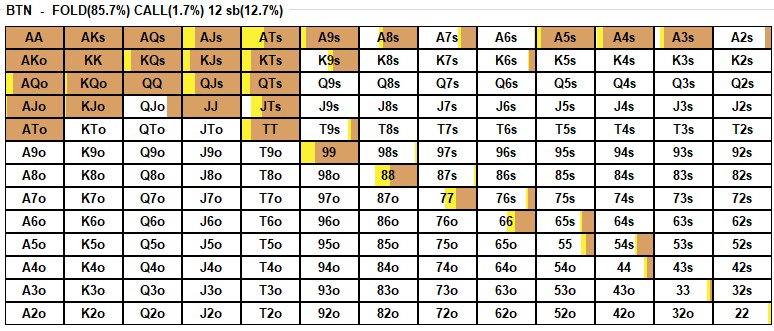 BTN - FOLD(85.7%) CALL(1.7%) 12 sb(12.7%)
AA AKs AQs AJs ATs A9s A8s A7s A6s A5s A4s A3s A2s
AKo KK KQs KJs KTs K9s K8s K7s K6s K5s K4s K3s K2s
AQo KQo QQ QJs QTs Q9s Q8s Q7s Q6s Q5s Q4s Q3s Q2s
AJo KJo QJo JJ JTs J9s J8s J7s J6s J5s J4s J3s J2s
ATo KTo QTo JTo TT T9s T8s T7s T6s T5s T4s T3s T2s
A9o K9o Q9o J9o T9o 99 98s 97s 96s 95s 94s 93s 92s
A8o K8o Q8o J8o T8o 98o 88 87s 86s 85s 84s 83s 82s
A7o K7o Q7o J7o T7o 97o 87o 77 76s 75s 74s 73s 72s
A6o K6o Q6o J6o T6o 96o 86o 76o 66 65s 64s 63s 62s
A5o K5o Q5o J5o T5o 95o 85o 75o 65o 55 54s 53s 52s
A4o K4o Q4o J4o T4o 94o 84o 74o 64o 54o 44 43s 42s
A3o K3o Q3o J3o T3o 93o 83o 73o 63o 53o 43o 33 32s
A2o K2o Q2o J2o T2o 92o 82o 72o 62o 52o 42o 32o 22